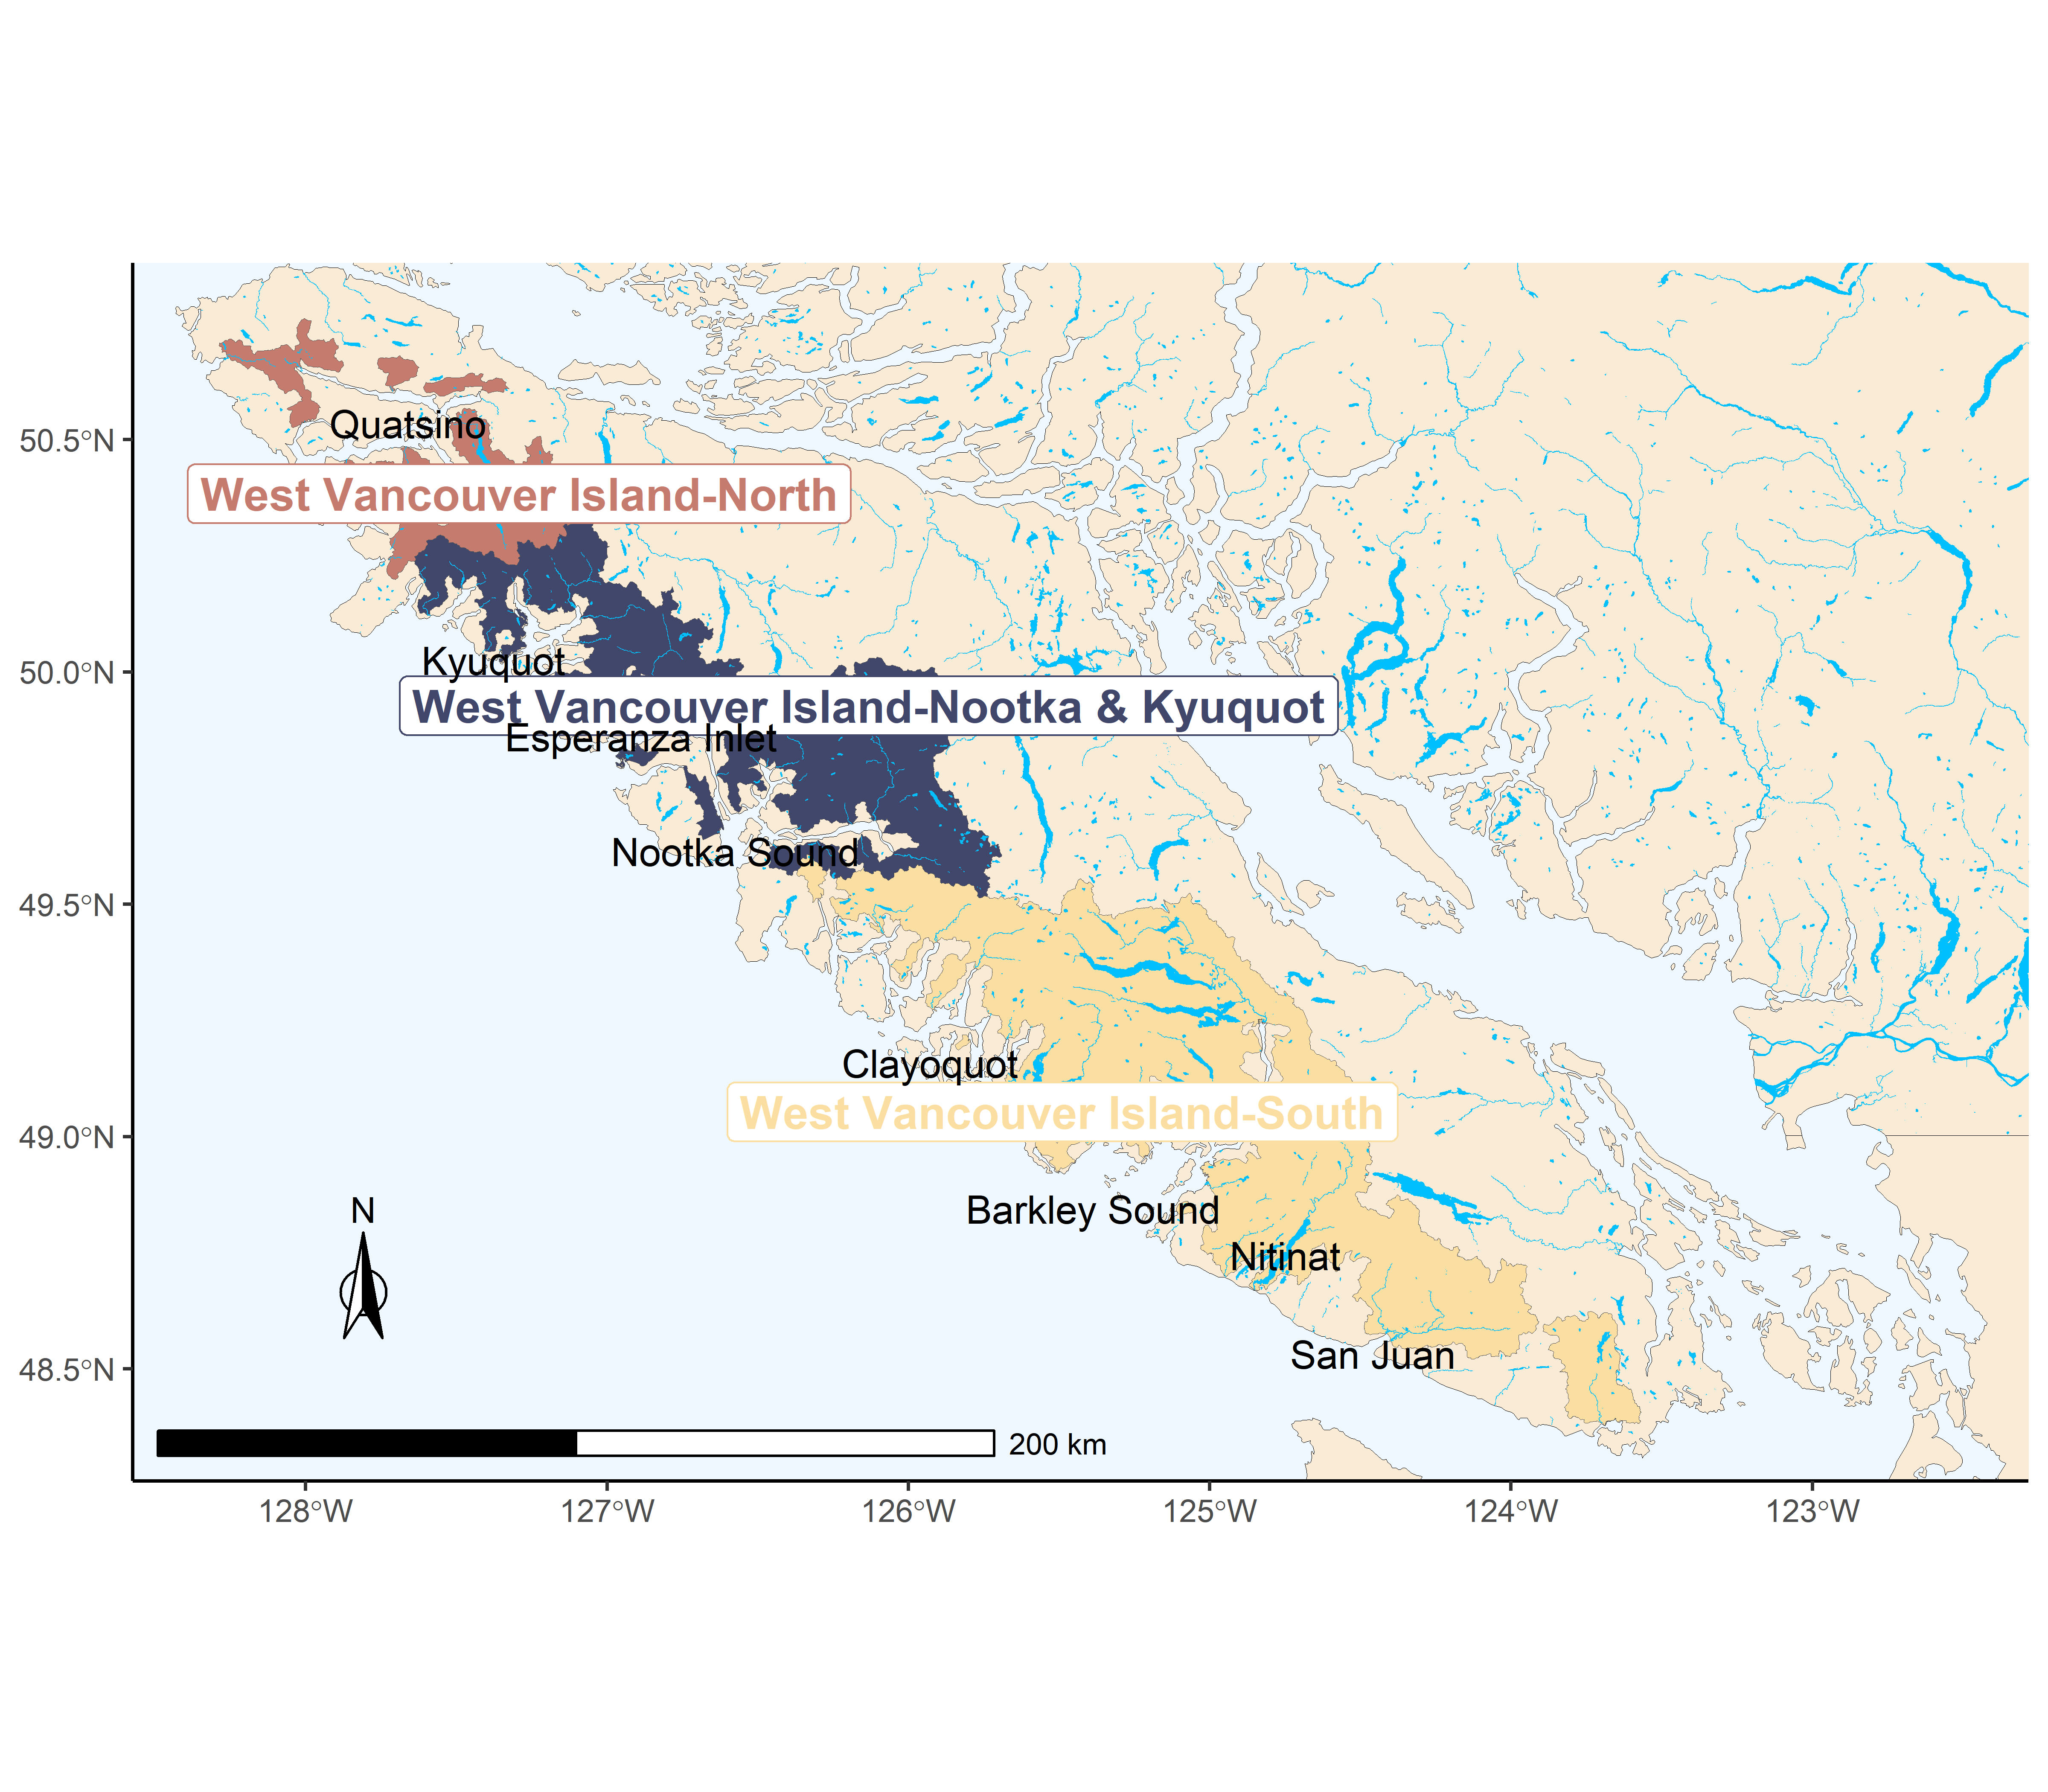 50.5°N
50.0°N
49.5°N
49.0°N
48.5°N
Quatsino
West Vancouver Island-North
Kyuquot
West Vancouver Island-Nootka & Kyuquot
Esperanza Inlet
Nootka Sound
Clayoquot
West Vancouver Island-South
Barkley Sound
Nitinat
San Juan
N
200 km
128°W
127°W
126°W
125°W
124°W
123°W